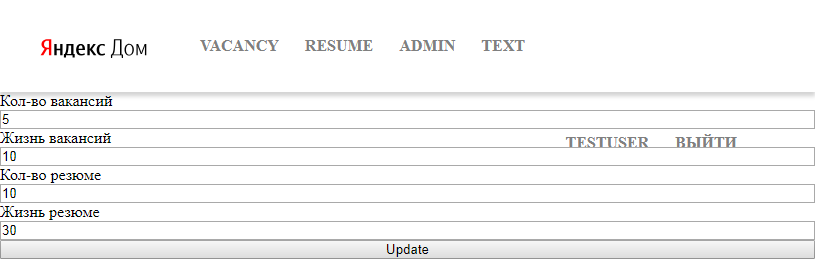 Яндекс Дом VACANCY RESUME ADMIN TEXT
Кол-во вакансий
5
Жизнь вакансий
TESTUSER ВЫЙТИ
10
Кол-во резюме
10
Жизнь резюме
30
Update